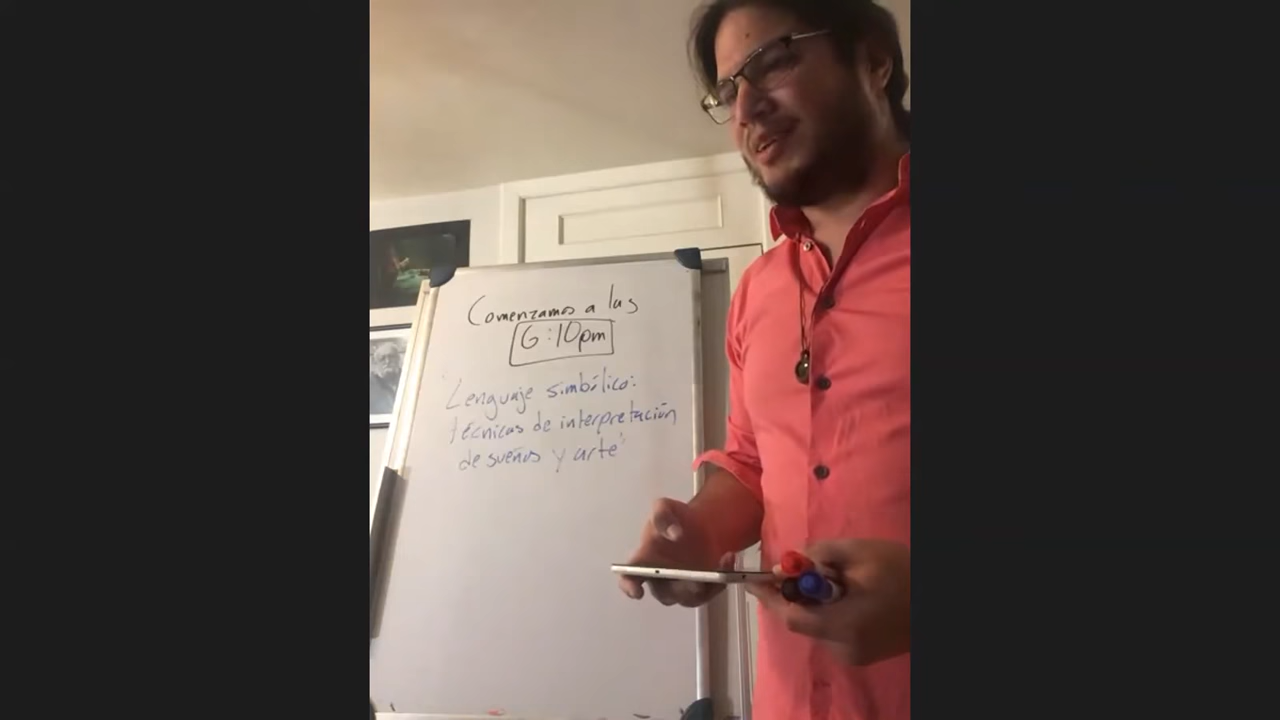 Comenzamos a las
6:10pm
"Lenguaje simbólico:
técnicas de interpretación
de sueños y arte"